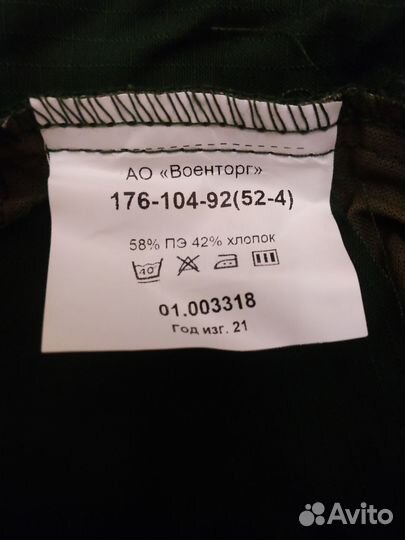 АО «Военторг»
176-104-92(52-4)
58% ПЭ 42% хлопок
40
01.003318
Год изг. 21
Avito